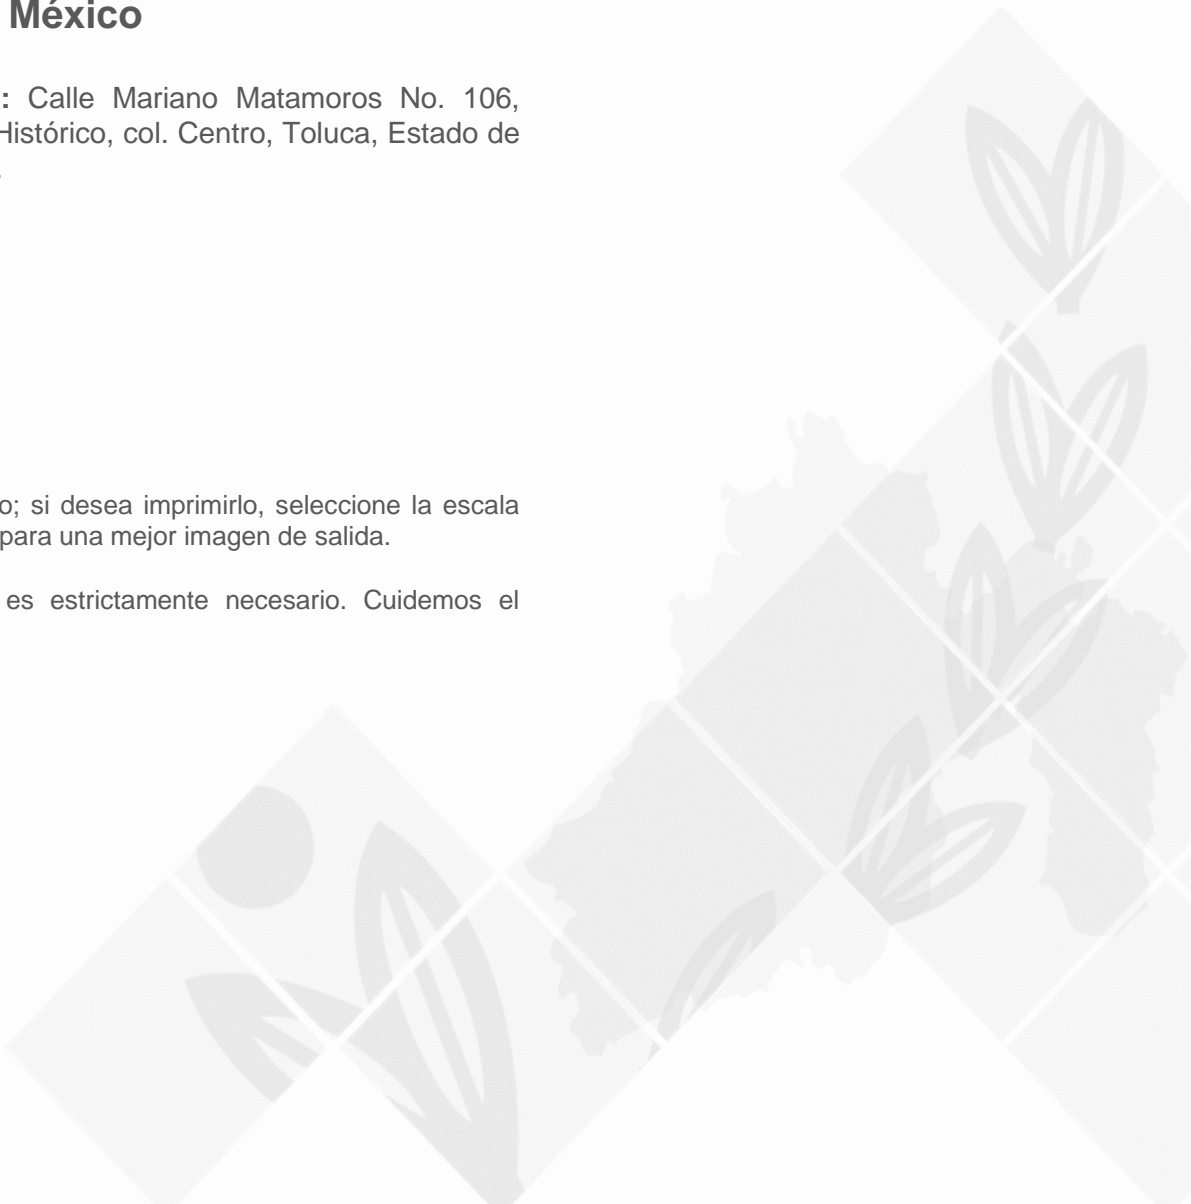 México
: Calle Mariano Matamoros No. 106,
Histórico, col. Centro, Toluca, Estado de
.
o; si desea imprimirlo, seleccione la escala
para una mejor imagen de salida.
es estrictamente necesario. Cuidemos el